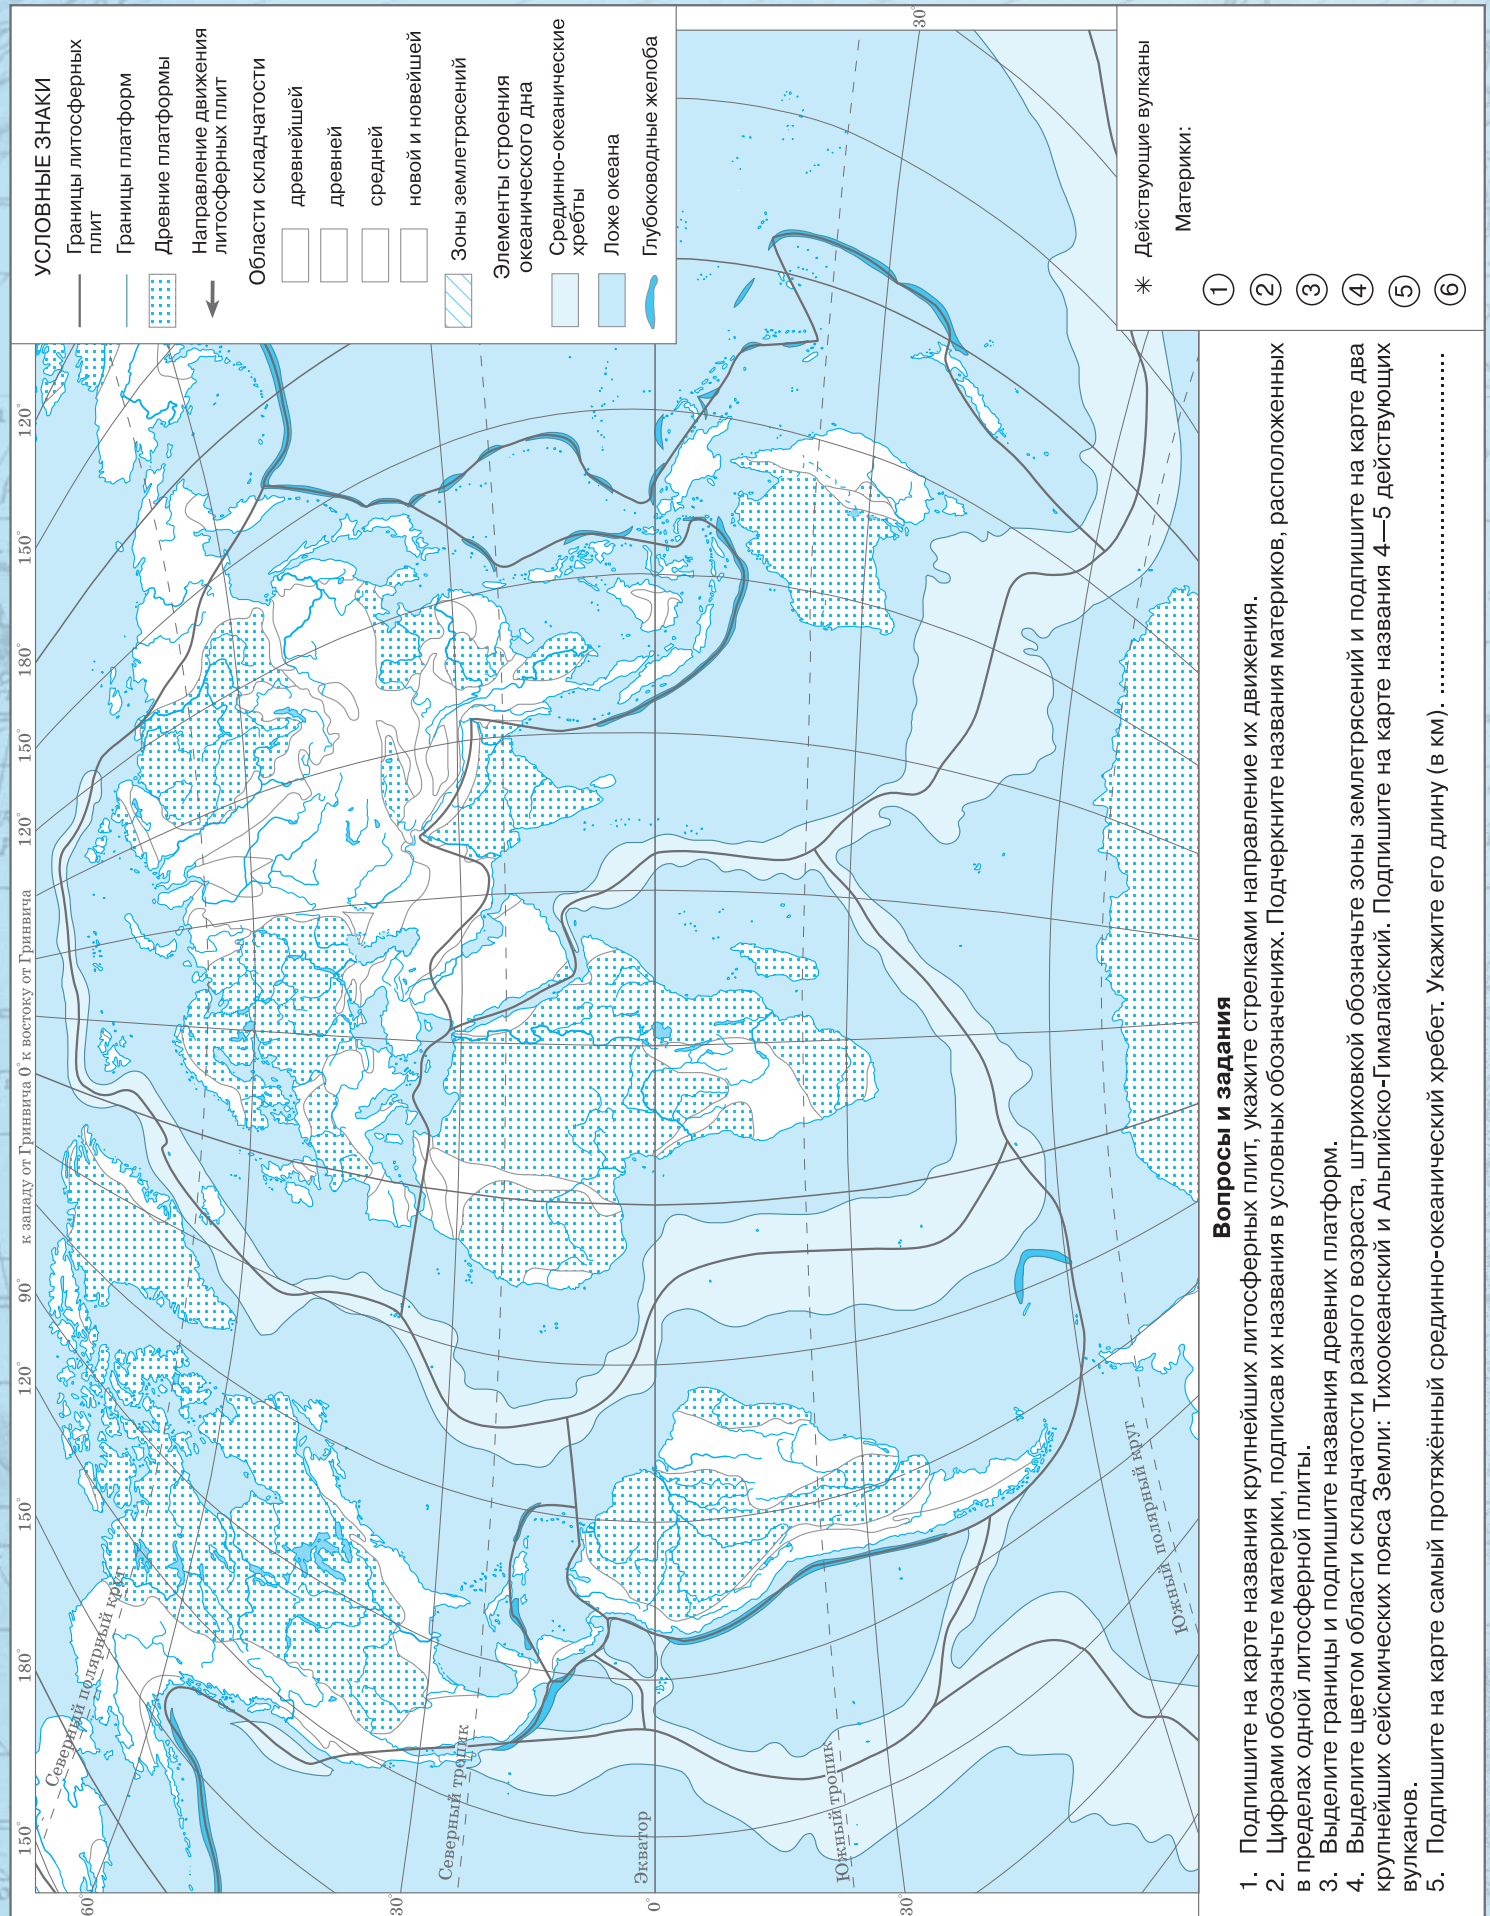 УСЛОВНЫЕ ЗНАКИ
Границы литосферных
плит
Границы платформ
Древние платформы
Направление движения
литосферных плит
Области складчатости
древнейшей
древней
средней
новой и новейшей
Зоны землетрясений
Элементы строения
океанического дна
Срединно-океанические
хребты
Ложе океана
Глубоководные желоба
Действующие вулканы
Материки:
1
2
3
4
5
6
150°
180°
150°
120°
90°
к западу от Гринвича 0° к востоку от Гринвича
120°
150°
180°
150°
120°
60°
30°
0°
30°
30°
Северный полярный круг
Северный тропик
Экватор
Южный тропик
Южный полярный круг
Вопросы и задания
1. Подпишите на карте названия крупнейших литосферных плит, укажите стрелками направление их движения.
2. Цифрами обозначьте материки, подписав их названия в условных обозначениях. Подчеркните названия материков, расположенных
в пределах одной литосферной плиты.
3. Выделите границы и подпишите названия древних платформ.
4. Выделите цветом области складчатости разного возраста, штриховкой обозначьте зоны землетрясений и подпишите на карте два
крупнейших сейсмических пояса Земли: Тихоокеанский и Альпийско-Гималайский. Подпишите на карте названия 4—5 действующих
вулканов.
5. Подпишите на карте самый протяжённый срединно-океанический хребет. Укажите его длину (в км). ..............................